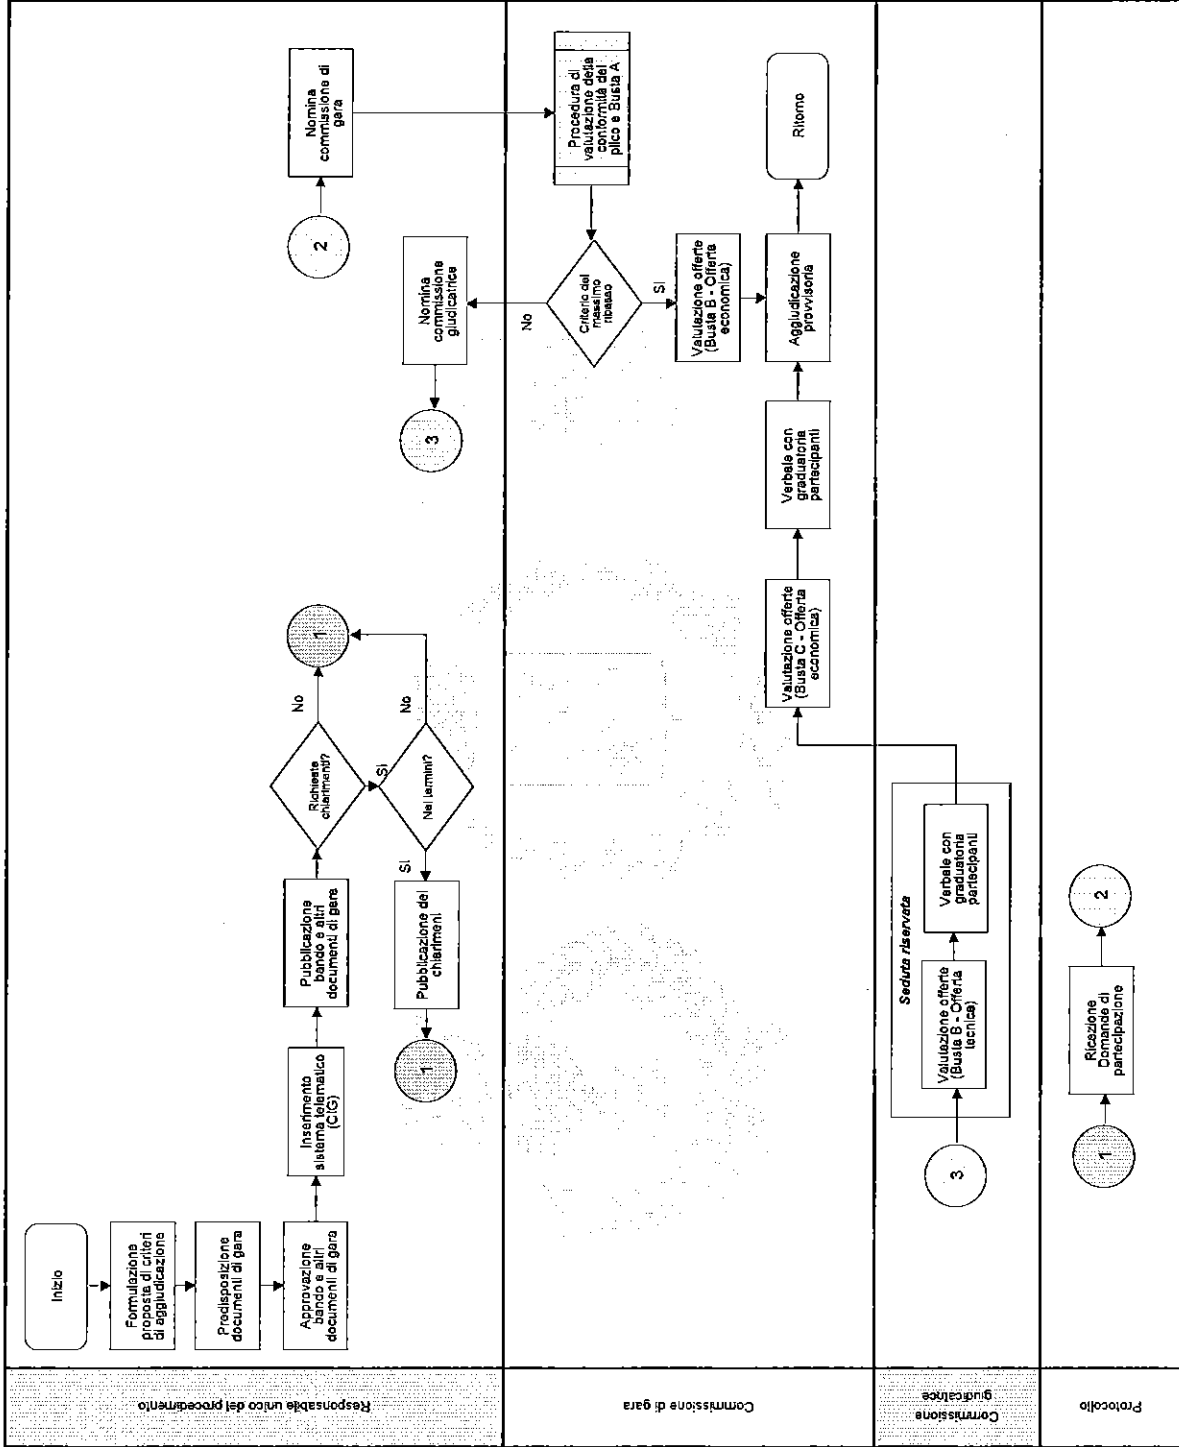 Responsabile unico del procedimento
Inizio
Formulazione
proposta di criteri
di aggiudicazione
Predisposizione
documenti di gara
Approvazione
bando e altri
documenti di gara
Inserimento
sistema telematico
(CIG)
Pubblicazione
bando e altri
documenti di gara
Richieste
chiarimenti?
No
1
Si
Nei termini?
No
Si
Pubblicazione dei
chiarimeni
1
2
Nomina
commissione di
gara
Nomina
commissione
giudicatrice
3
Commissione di gara
Procedura di
valutazione della
conformità del
plico e Busta A
Criterio del
massimo
ribasso
No
Si
Valutazione offerte
(Busta B - Offerta
economica)
Valutazione offerte
(Busta C - Offerta
economica)
Verbale con
graduatoria
partecipanti
Aggiudicazione
provvisoria
Ritorno
Commissione
giudicatrice
3
Seduta riservata
Valutazione offerte
(Busta B - Offerta
tecnica)
Verbale con
graduatoria
partecipanti
Protocollo
1
Ricezione
Domande di
partecipazione
2